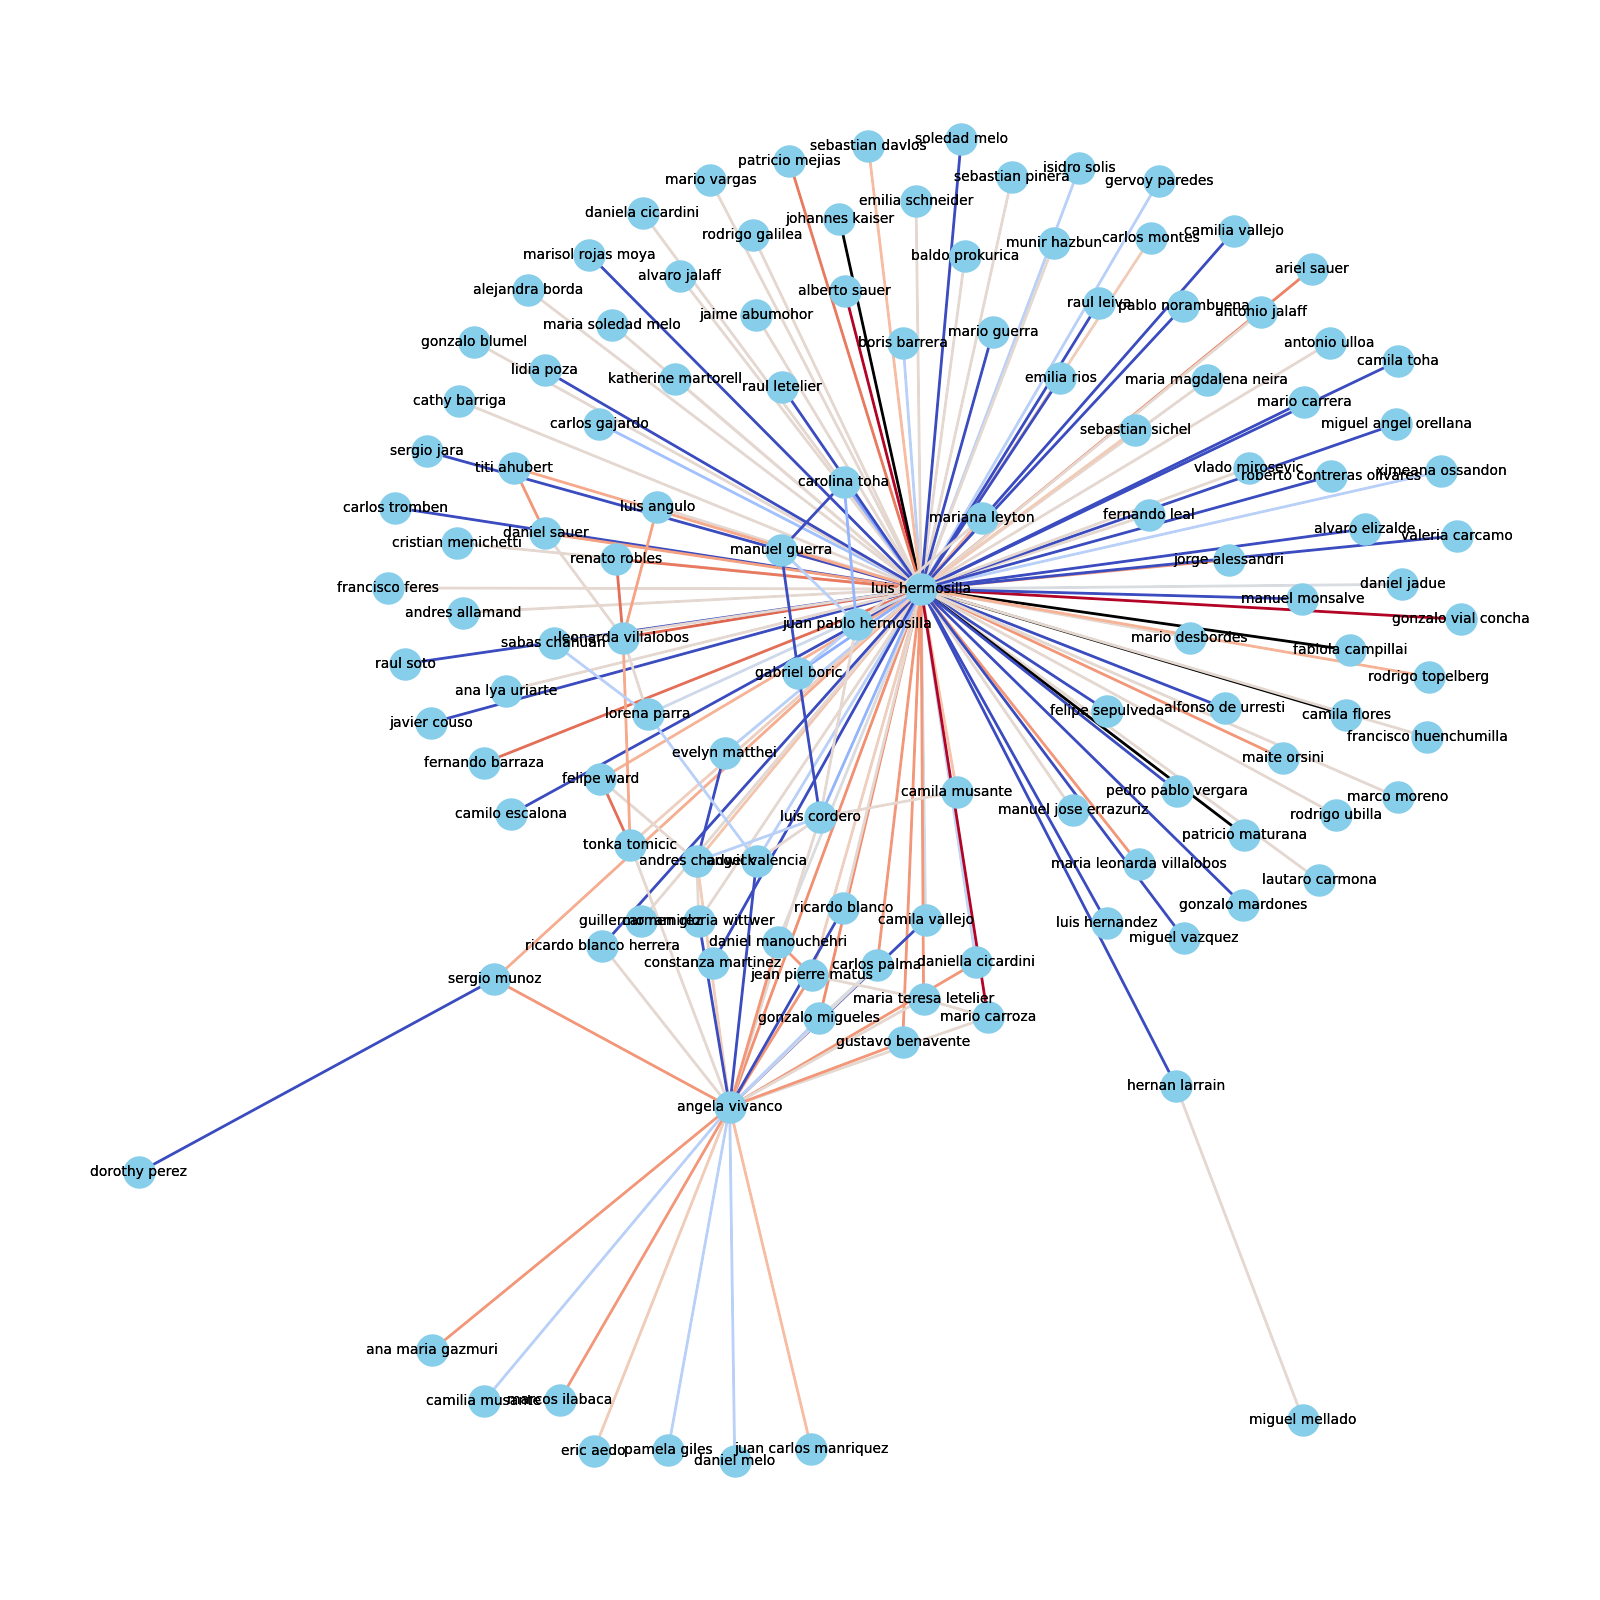 soledad melo
sebastian davlos
patricio mejias
isidro solis
sebastian pinera
mario vargas
gervoy paredes
emilia schneider
daniela cicardini
johannes kaiser
camilia vallejo
rodrigo galilea
carlos montes
munir hazbun
marisol rojas moya
baldo prokurica
ariel sauer
alvaro jalaff
alejandra borda
alberto sauer
raul leiva
pablo norambuena
antonio jalaff
jaime abumohor
maria soledad melo
mario guerra
gonzalo blumel
boris barrera
antonio ulloa
camila toha
lidia poza
katherine martorell
emilia rios
maria magdalena neira
raul letelier
cathy barriga
mario carrera
carlos gajardo
miguel angel orellana
sebastian sichel
sergio jara
titi ahubert
vlado mirosevic
ximeana ossandon
roberto contreras olivares
carolina toha
carlos tromben
luis angulo
fernando leal
mariana leyton
alvaro elizalde
daniel sauer
valeria carcamo
cristian menichetti
manuel guerra
renato robles
jorge alessandri
daniel jadue
francisco feres
luis hermosilla
manuel monsalve
andres allamand
gonzalo vial concha
juan pablo hermosilla
leonarda villalobos
mario desbordes
sabas chahuan
fabiola campillai
raul soto
gabriel boric
rodrigo topelberg
ana lya uriarte
alfonso de urresti
felipe sepulveda
lorena parra
camila flores
javier couso
francisco huenchumilla
evelyn matthei
maite orsini
fernando barraza
felipe ward
pedro pablo vergara
camila musante
marco moreno
manuel jose errazuriz
camilo escalona
luis cordero
rodrigo ubilla
patricio maturana
tonka tomicic
andres chadwick
adwil valencia
maria leonarda villalobos
lautaro carmona
gonzalo mardones
ricardo blanco
camila vallejo
luis hernandez
carmen gloria wittwer
miguel vazquez
daniel manouchehri
ricardo blanco herrera
constanza martinez
carlos palma
daniella cicardini
jean pierre matus
sergio munoz
maria teresa letelier
gonzalo migueles
mario carroza
gustavo benavente
hernan larrain
angela vivanco
dorothy perez
ana maria gazmuri
camilia musante
marcos ilabaca
miguel mellado
eric aedo
pamela giles
juan carlos manriquez
daniel melo